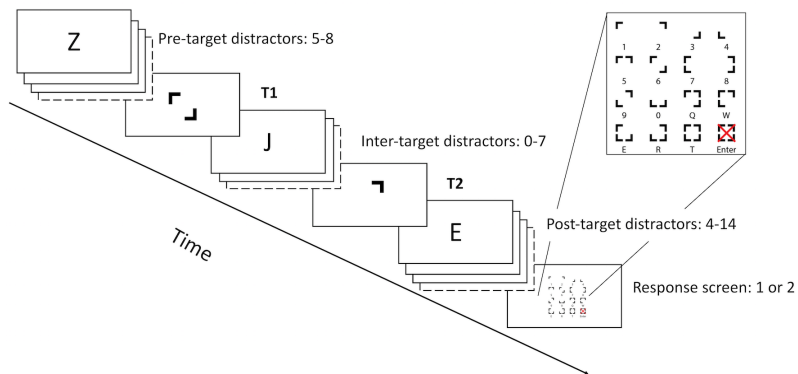 Z
Pre-target distractors: 5-8
T1
J
Inter-target distractors: 0-7
T2
E
Post-target distractors: 4-14
Response screen: 1 or 2
Time
1 2 3 4
5 6 7 8
9 0 Q W
E R T Enter